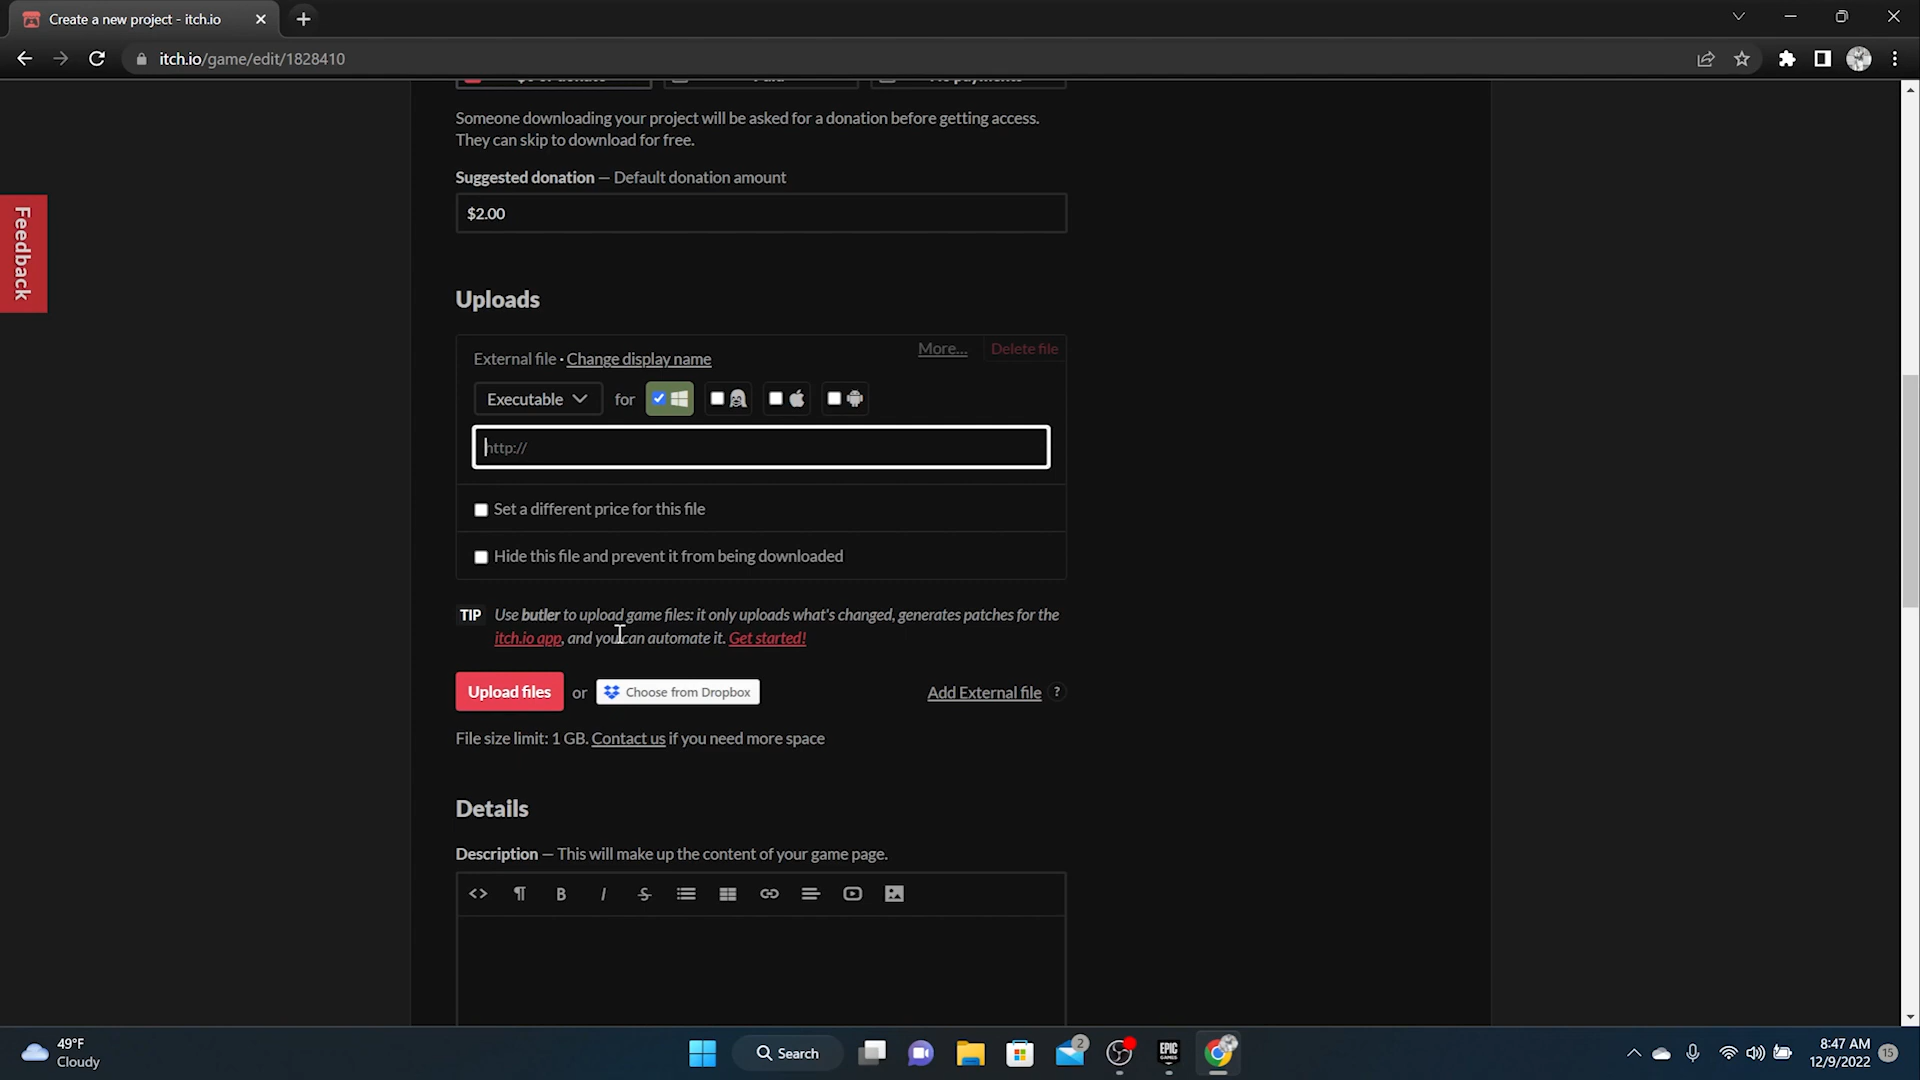 Create a new project - itch.io
itch.io/game/edit/1828410
Feedback
Someone downloading your project will be asked for a donation before getting access.
They can skip to download for free.
Suggested donation — Default donation amount
$2.00
Uploads
External file · Change display name
More...
Delete file
Executable
for
http://
Set a different price for this file
Hide this file and prevent it from being downloaded
TIP Use butler to upload game files: it only uploads what's changed, generates patches for the
itch.io app, and you can automate it. Get started!
Upload files or Choose from Dropbox
Add External file ?
File size limit: 1 GB. Contact us if you need more space
Details
Description — This will make up the content of your game page.
<> ¶ B I S
49°F
Cloudy
Search
2
EPIC
GAMES
8:47 AM
12/9/2022
15